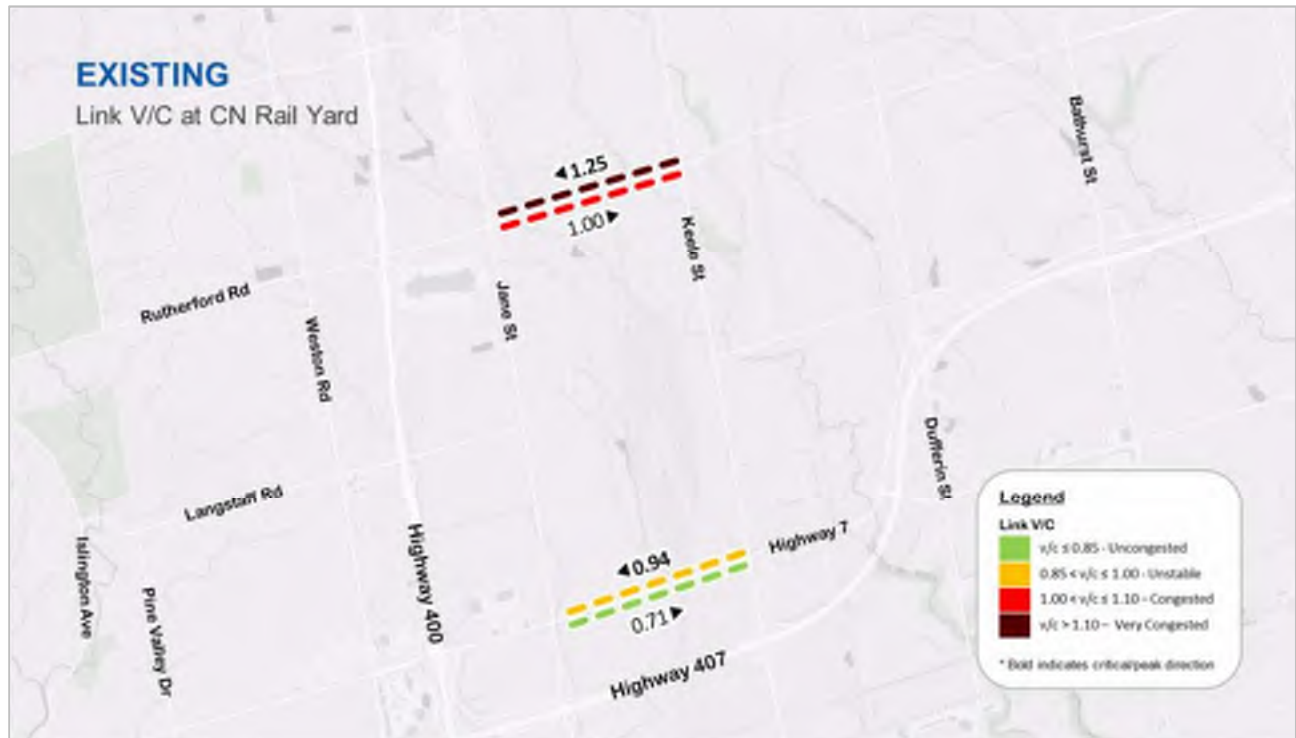 EXISTING
Link V/C at CN Rail Yard
Bathurst St
◄1.25
1.00►
Keele St
Rutherford Rd
Jane St
Weston Rd
Dufferin St
Langstaff Rd
Highway 7
Highway 400
Islington Ave
◄0.94
0.71►
Pine Valley Dr
Highway 407
Legend
Link V/C
v/c ≤ 0.85 - Uncongested
0.85 < v/c ≤ 1.00 - Unstable
1.00 < v/c ≤ 1.10 - Congested
v/c > 1.10 – Very Congested
* Bold indicates critical/peak direction